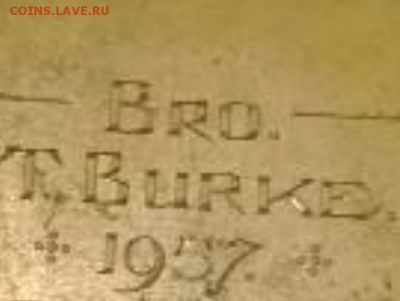 COINS.LAVE.RU
— BRO. —
T. BURKE.
1937.